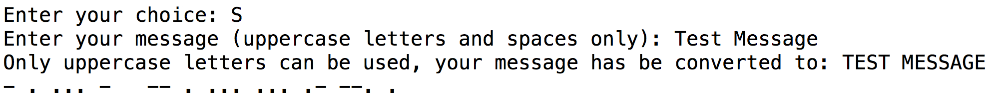 Enter your choice: S
Enter your message (uppercase letters and spaces only): Test Message
Only uppercase letters can be used, your message has be converted to: TEST MESSAGE
- . ... -   -- . ... ... .- --. .